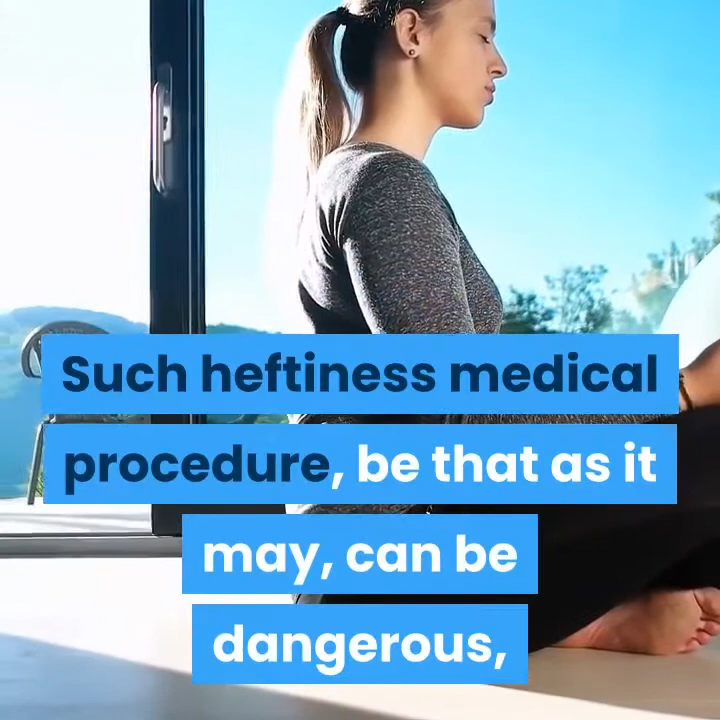 Such heftiness medical
procedure, be that as it
may, can be
dangerous,